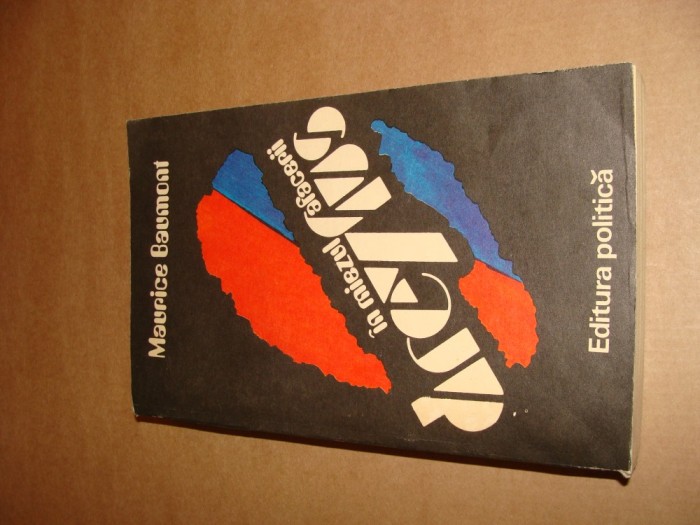 Maurice Baumont
în miezul
afacerii
dreyfus
Editura politică